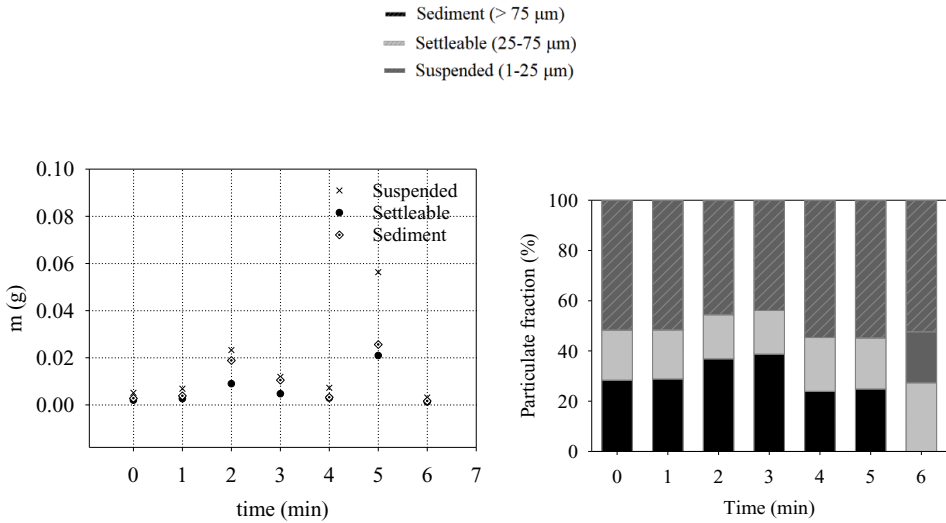 Sediment (> 75 μm)
Settleable (25-75 μm)
Suspended (1-25 μm)
0.10
0.08
0.06
0.04
0.02
0.00
m (g)
Suspended
Settleable
Sediment
0 1 2 3 4 5 6 7
time (min)
100
80
60
40
20
0
Particulate fraction (%)
0 1 2 3 4 5 6
Time (min)